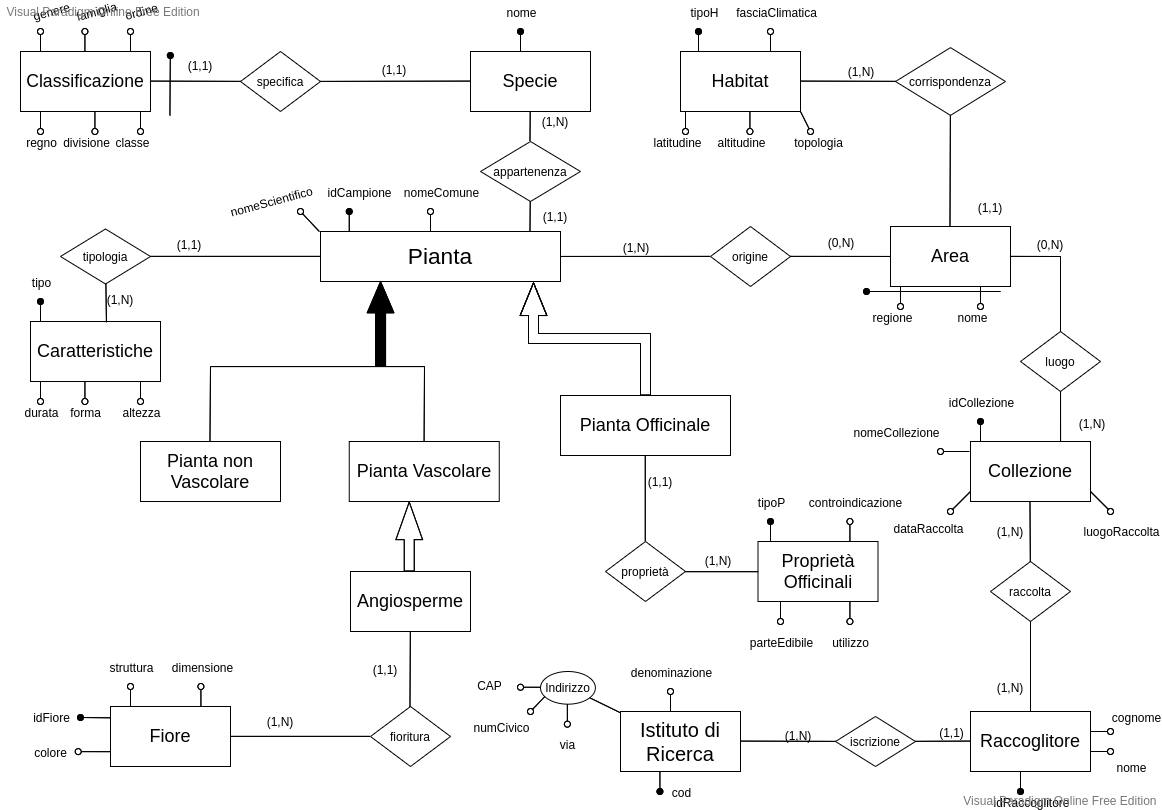 Visual Paradigm Online Free Edition
genere famiglia ordine
nome
tipoH fasciaClimatica
Classificazione
(1,1)
specifica
(1,1)
Specie
Habitat
(1,N)
corrispondenza
regno divisione classe
(1,N)
latitudine altitudine topologia
appartenenza
nomeScientifico idCampione nomeComune
(1,1)
(1,1)
tipologia
(1,1)
Pianta
(1,N)
origine
(0,N)
Area
(0,N)
tipo
(1,N)
regione nome
Caratteristiche
luogo
durata forma altezza
idCollezione
(1,N)
nomeCollezione
Pianta Officinale
Pianta non
Vascolare
Pianta Vascolare
Collezione
(1,1)
tipoP controindicazione
dataRaccolta
luogoRaccolta
(1,N)
proprietà
(1,N)
Proprietà
Officinali
raccolta
Angiosperme
parteEdibile utilizzo
struttura dimensione
(1,1)
CAP
Indirizzo
denominazione
(1,N)
idFiore
colore
Fiore
(1,N)
fioritura
numCivico
via
Istituto di
Ricerca
(1,N)
iscrizione
(1,1)
Raccoglitore
cognome
nome
cod
idRaccoglitore
Visual Paradigm Online Free Edition